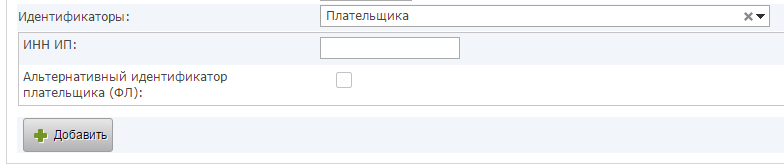 Идентификаторы: Плательщика
ИНН ИП:
Альтернативный идентификатор
плательщика (ФЛ):
Добавить